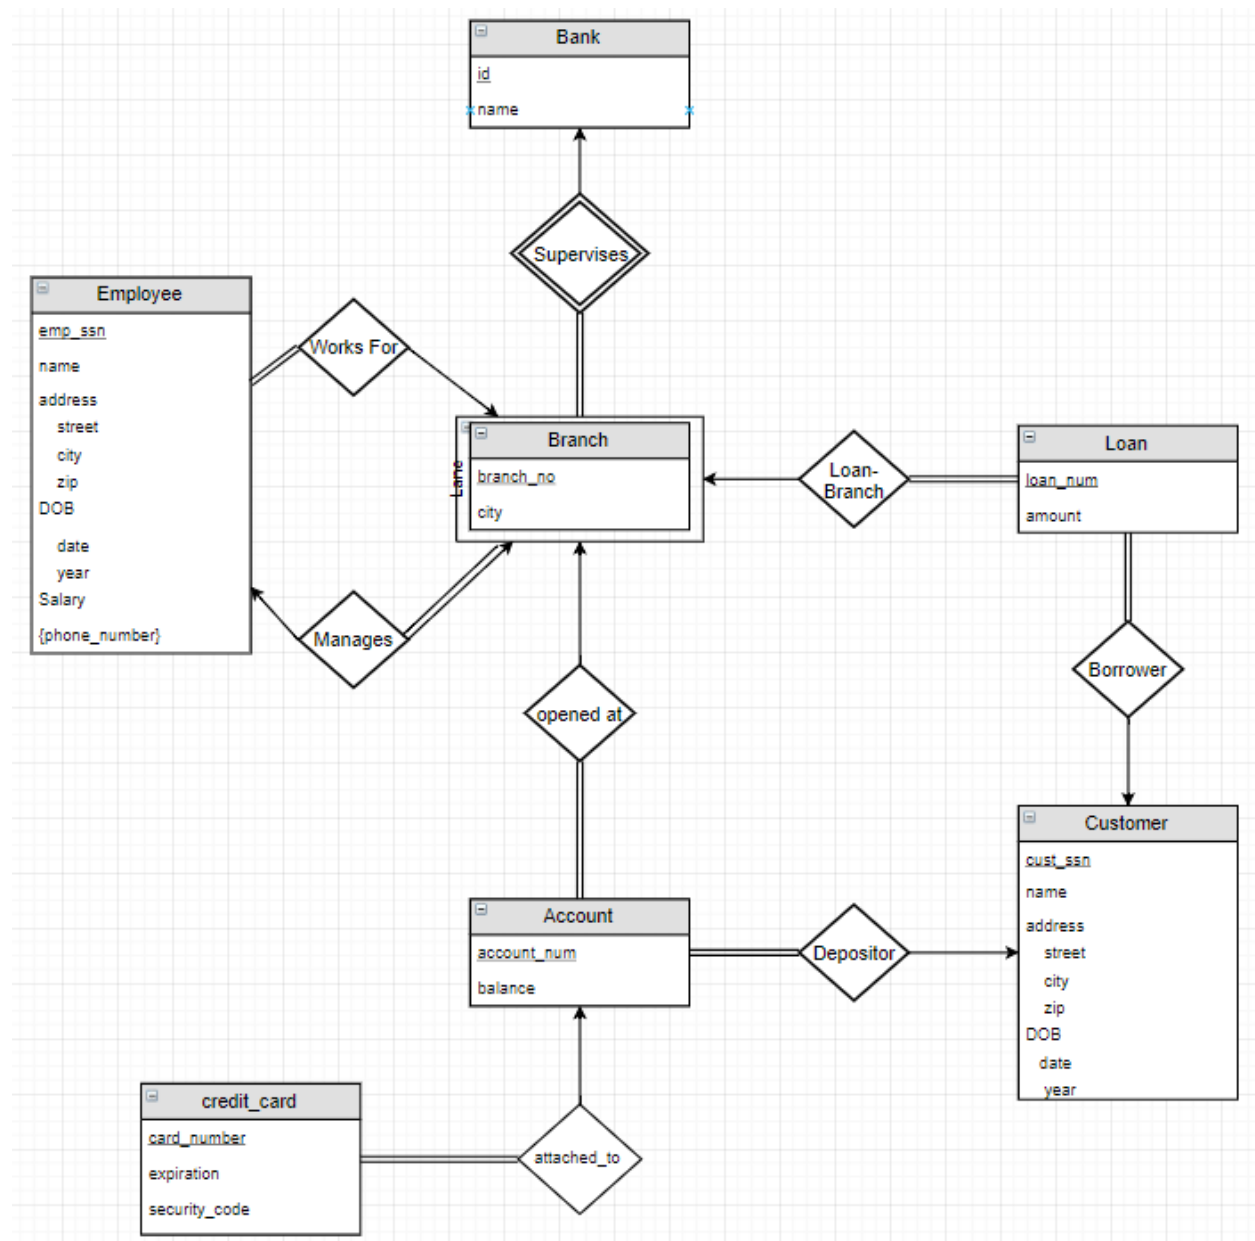 Bank
id
name
Supervises
Employee
emp_ssn
name
address
street
city
zip
DOB
date
year
Salary
{phone_number}
Works For
Manages
Lane
Branch
branch_no
city
Loan-
Branch
Loan
loan_num
amount
Borrower
opened at
Customer
cust_ssn
name
address
street
city
zip
DOB
date
year
Account
account_num
balance
Depositor
credit_card
card_number
expiration
security_code
attached_to